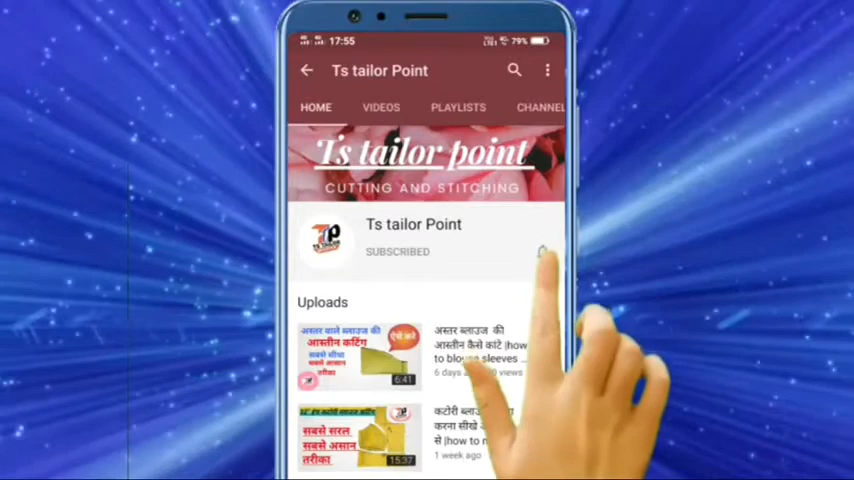 17:55
79%
Ts tailor Point
HOME VIDEOS PLAYLISTS CHANNEL
Ts tailor point
CUTTING AND STITCHING
Ts tailor Point
SUBSCRIBED
Uploads
अस्तर वाले ब्लाउज की
आस्तीन कटिंग
सबसे सीधा
सबसे आसान
तरीका
ऐसे करे
6:41
अस्तर ब्लाउज की
आस्तीन कैसे काटे |how
to blouse sleeves ...
6 days views
सबसे सरल
सबसे असान
तरीका
15:37
कटोरी
करना सीखे
से |how to
1 week ago